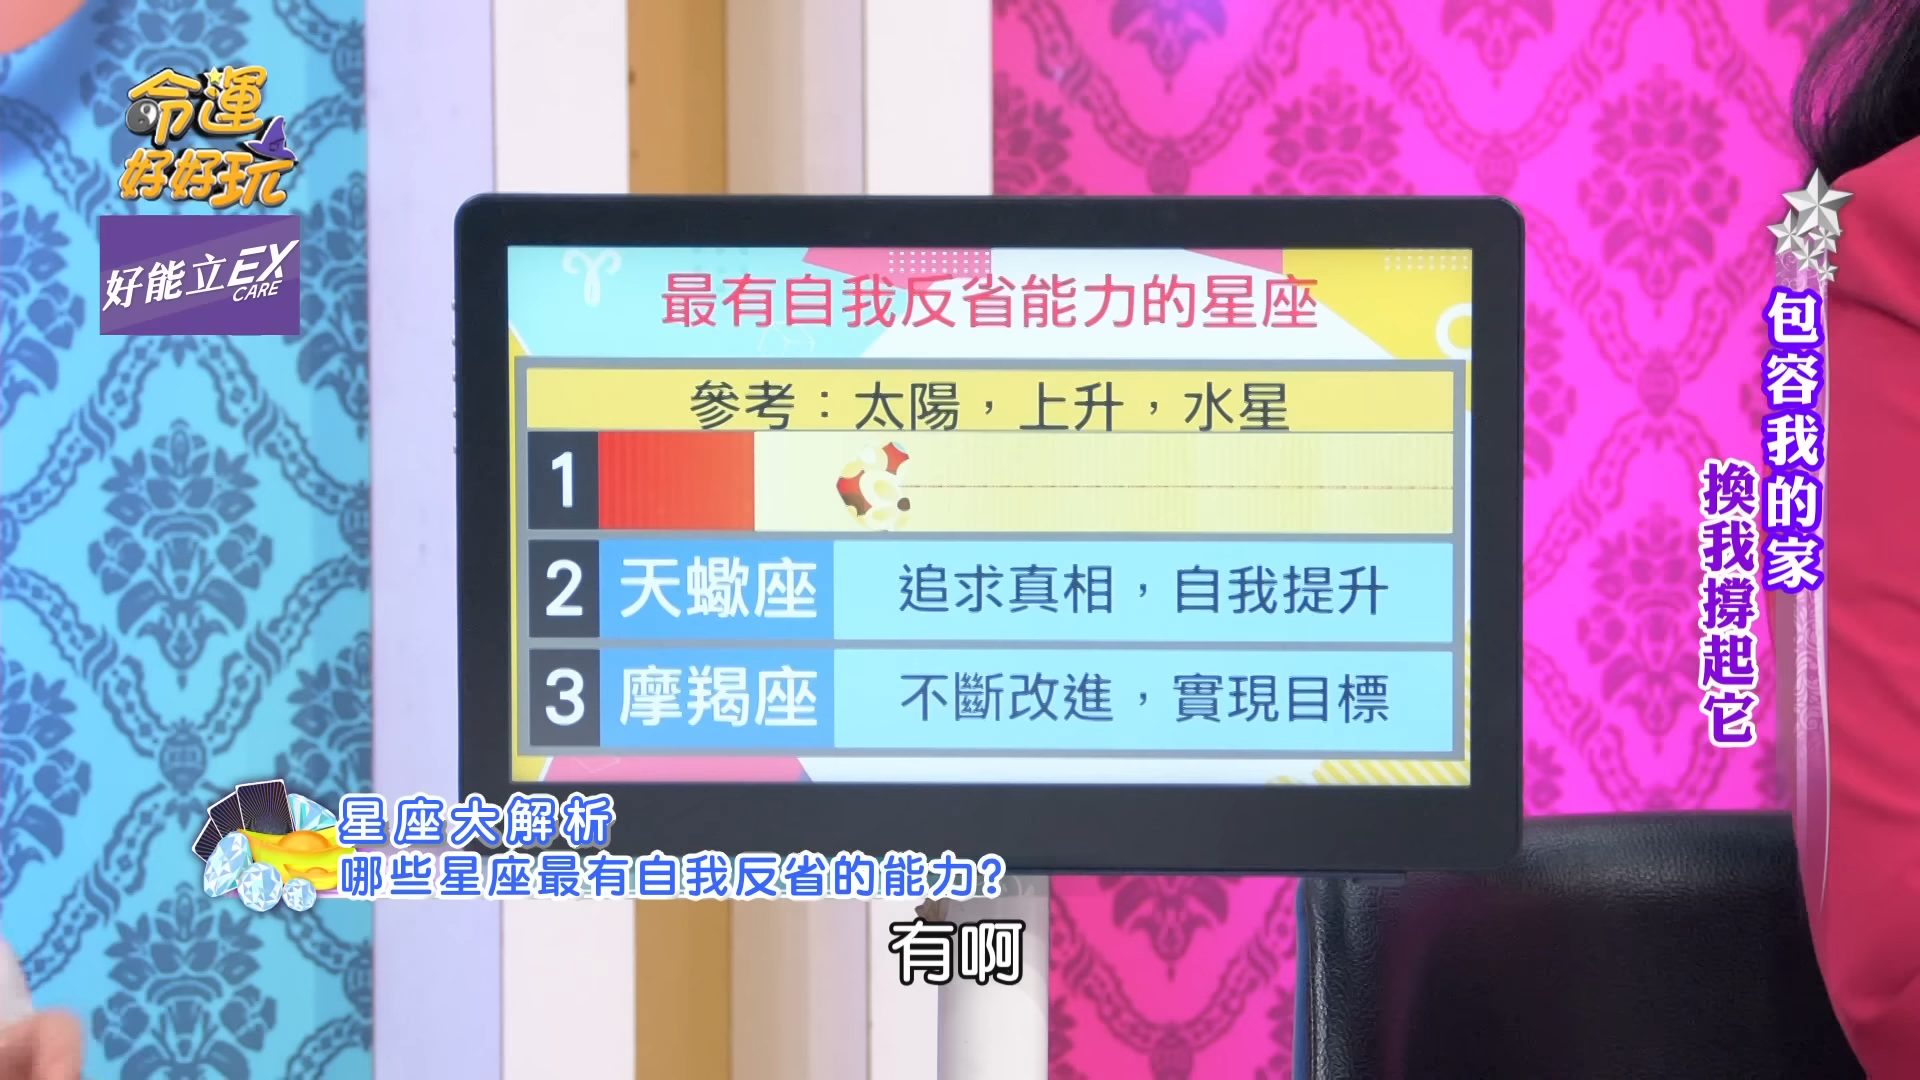 命運
好好玩
好能立EX
CARE
最有自我反省能力的星座
參考：太陽，上升，水星
1
2 天蠍座 追求真相，自我提升
3 摩羯座 不斷改進，實現目標
包容我的家
換我撐起它
星座大解析
哪些星座最有自我反省的能力?
有啊